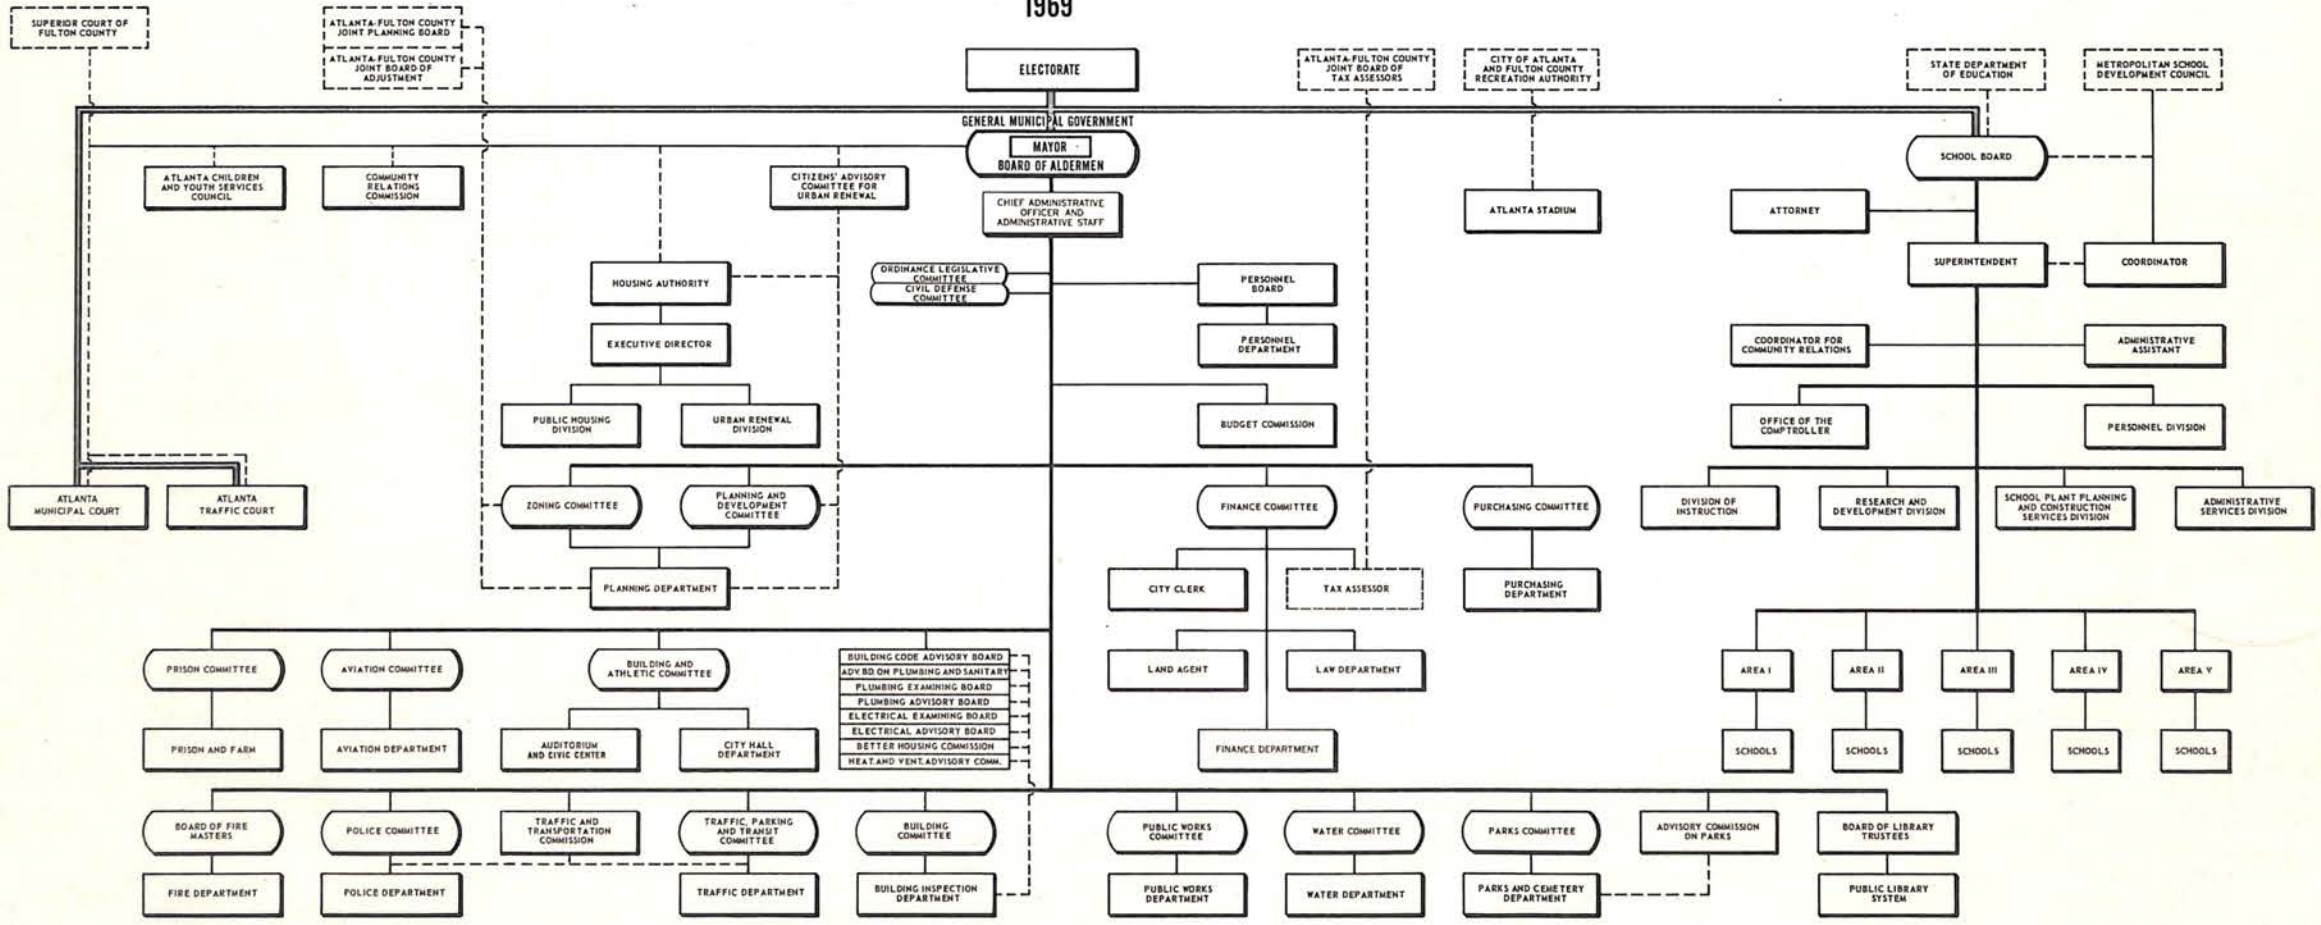 1969
SUPERIOR COURT OF
FULTON COUNTY
ATLANTA-FULTON COUNTY
JOINT PLANNING BOARD
ATLANTA-FULTON COUNTY
JOINT BOARD OF
ADJUSTMENT
ELECTORATE
ATLANTA-FULTON COUNTY
JOINT BOARD OF
TAX ASSESSORS
CITY OF ATLANTA
AND FULTON COUNTY
RECREATION AUTHORITY
STATE DEPARTMENT
OF EDUCATION
METROPOLITAN SCHOOL
DEVELOPMENT COUNCIL
GENERAL MUNICIPAL GOVERNMENT
MAYOR
BOARD OF ALDERMEN
SCHOOL BOARD
ATLANTA CHILDREN
AND YOUTH SERVICES
COUNCIL
COMMUNITY
RELATIONS
COMMISSION
CITIZENS' ADVISORY
COMMITTEE FOR
URBAN RENEWAL
CHIEF ADMINISTRATIVE
OFFICER AND
ADMINISTRATIVE STAFF
ATLANTA STADIUM
ATTORNEY
SUPERINTENDENT
COORDINATOR
HOUSING AUTHORITY
ORDINANCE LEGISLATIVE
COMMITTEE
CIVIL DEFENSE
COMMITTEE
PERSONNEL
BOARD
EXECUTIVE DIRECTOR
PERSONNEL
DEPARTMENT
COORDINATOR FOR
COMMUNITY RELATIONS
ADMINISTRATIVE
ASSISTANT
PUBLIC HOUSING
DIVISION
URBAN RENEWAL
DIVISION
BUDGET COMMISSION
OFFICE OF THE
COMPTROLLER
PERSONNEL DIVISION
ATLANTA
MUNICIPAL COURT
ATLANTA
TRAFFIC COURT
ZONING COMMITTEE
PLANNING AND
DEVELOPMENT
COMMITTEE
FINANCE COMMITTEE
PURCHASING COMMITTEE
DIVISION OF
INSTRUCTION
RESEARCH AND
DEVELOPMENT DIVISION
SCHOOL PLANT PLANNING
AND CONSTRUCTION
SERVICES DIVISION
ADMINISTRATIVE
SERVICES DIVISION
PLANNING DEPARTMENT
CITY CLERK
TAX ASSESSOR
PURCHASING
DEPARTMENT
PRISON COMMITTEE
AVIATION COMMITTEE
BUILDING AND
ATHLETIC COMMITTEE
BUILDING CODE ADVISORY BOARD
ADV. BD. ON PLUMBING AND SANITARY
PLUMBING EXAMINING BOARD
PLUMBING ADVISORY BOARD
ELECTRICAL EXAMINING BOARD
ELECTRICAL ADVISORY BOARD
BETTER HOUSING COMMISSION
HEAT. AND VENT. ADVISORY COMM.
LAND AGENT
LAW DEPARTMENT
AREA I
AREA II
AREA III
AREA IV
AREA V
PRISON AND FARM
AVIATION DEPARTMENT
AUDITORIUM
AND CIVIC CENTER
CITY HALL
DEPARTMENT
FINANCE DEPARTMENT
SCHOOLS
SCHOOLS
SCHOOLS
SCHOOLS
SCHOOLS
BOARD OF FIRE
MASTERS
POLICE COMMITTEE
TRAFFIC AND
TRANSPORTATION
COMMISSION
TRAFFIC, PARKING
AND TRANSIT
COMMITTEE
BUILDING
COMMITTEE
PUBLIC WORKS
COMMITTEE
WATER COMMITTEE
PARKS COMMITTEE
ADVISORY COMMISSION
ON PARKS
BOARD OF LIBRARY
TRUSTEES
FIRE DEPARTMENT
POLICE DEPARTMENT
TRAFFIC DEPARTMENT
BUILDING INSPECTION
DEPARTMENT
PUBLIC WORKS
DEPARTMENT
WATER DEPARTMENT
PARKS AND CEMETERY
DEPARTMENT
PUBLIC LIBRARY
SYSTEM